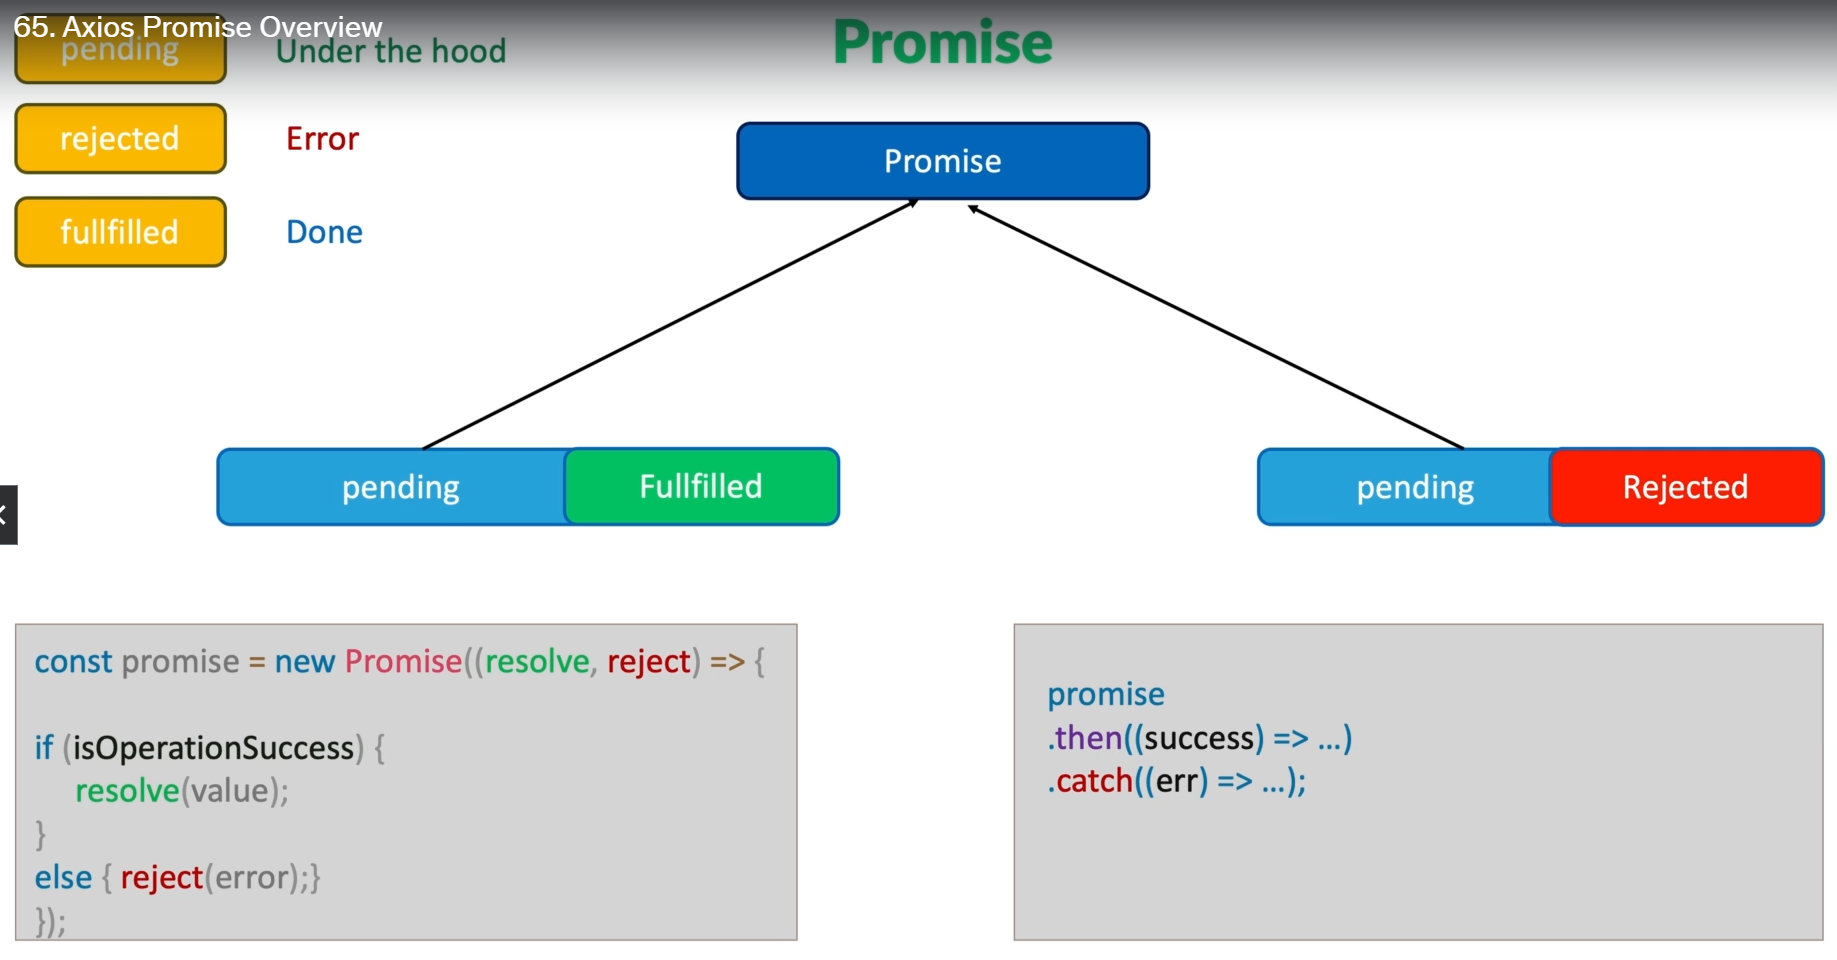 65. Axios Promise Overview
Promise
pending
Under the hood
rejected
Error
fullfilled
Done
Promise
pending
Fullfilled
pending
Rejected
const promise = new Promise((resolve, reject) => {
if (isOperationSuccess) {
resolve(value);
}
else { reject(error);}
});
promise
.then((success) => ...)
.catch((err) => ...);